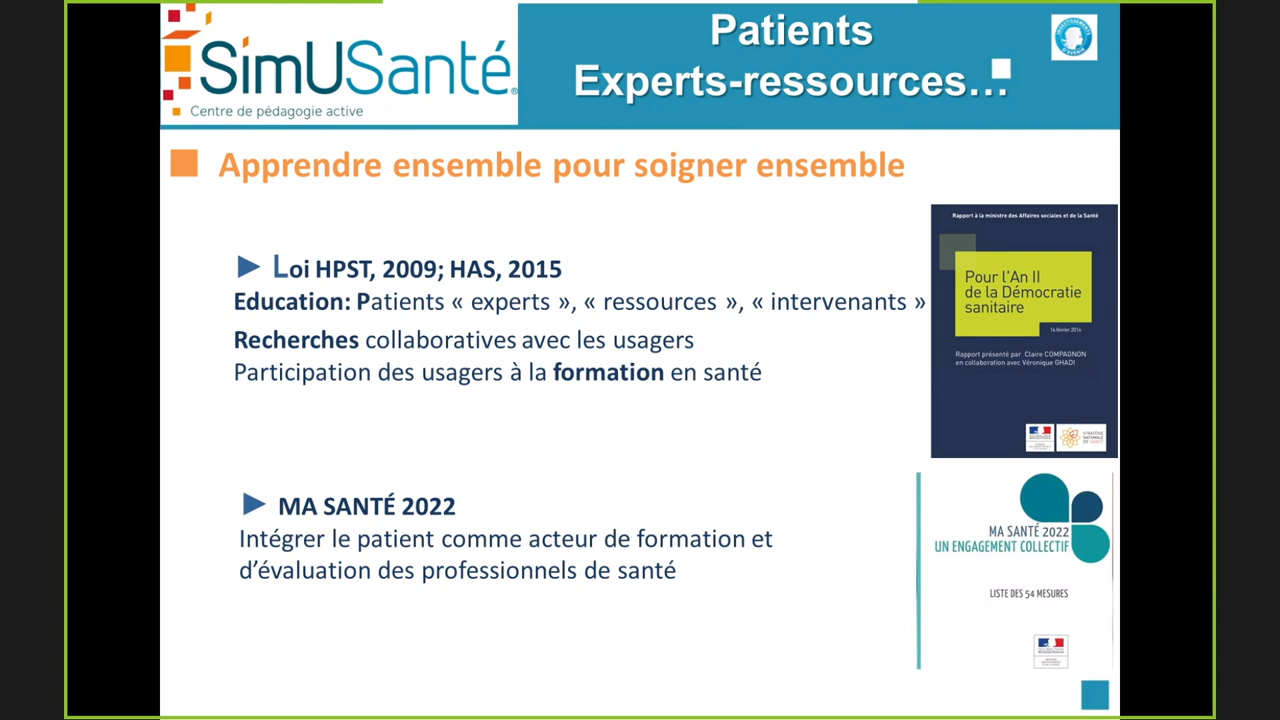 SimUSanté®
Centre de pédagogie active
Patients
Experts-ressources…
Apprendre ensemble pour soigner ensemble
► Loi HPST, 2009; HAS, 2015
Education: Patients « experts », « ressources », « intervenants »
Recherches collaboratives avec les usagers
Participation des usagers à la formation en santé
Rapport à la ministre des Affaires sociales et de la Santé
Pour l'An II
de la Démocratie
sanitaire
14 février 2014
Rapport présenté par Claire COMPAGNON
en collaboration avec Véronique GHADI
STRATÉGIE
NATIONALE
DE SANTÉ
► MA SANTÉ 2022
Intégrer le patient comme acteur de formation et
d'évaluation des professionnels de santé
MA SANTÉ 2022
UN ENGAGEMENT COLLECTIF
LISTE DES 54 MESURES